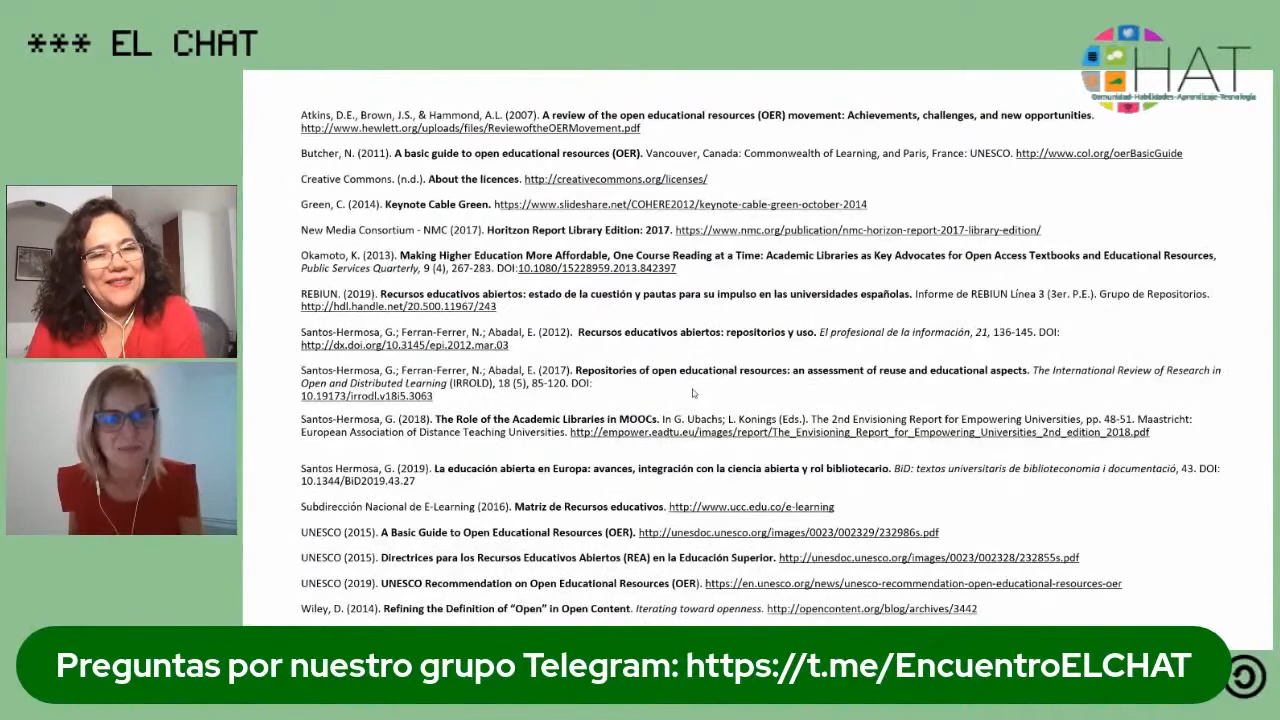 *** EL CHAT
HAT
Comunidad-Habilidades-Aprendizaje-Tecnología
Atkins, D.E., Brown, J.S., & Hammond, A.L. (2007). A review of the open educational resources (OER) movement: Achievements, challenges, and new opportunities.
http://www.hewlett.org/uploads/files/ReviewoftheOERMovement.pdf
Butcher, N. (2011). A basic guide to open educational resources (OER). Vancouver, Canada: Commonwealth of Learning, and Paris, France: UNESCO. http://www.col.org/oerBasicGuide
Creative Commons. (n.d.). About the licences. http://creativecommons.org/licenses/
Green, C. (2014). Keynote Cable Green. https://www.slideshare.net/COHERE2012/keynote-cable-green-october-2014
New Media Consortium - NMC (2017). Horitzon Report Library Edition: 2017. https://www.nmc.org/publication/nmc-horizon-report-2017-library-edition/
Okamoto, K. (2013). Making Higher Education More Affordable, One Course Reading at a Time: Academic Libraries as Key Advocates for Open Access Textbooks and Educational Resources,
Public Services Quarterly, 9 (4), 267-283. DOI:10.1080/15228959.2013.842397
REBIUN. (2019). Recursos educativos abiertos: estado de la cuestión y pautas para su impulso en las universidades españolas. Informe de REBIUN Línea 3 (3er. P.E.). Grupo de Repositorios.
http://hdl.handle.net/20.500.11967/243
Santos-Hermosa, G.; Ferran-Ferrer, N.; Abadal, E. (2012). Recursos educativos abiertos: repositorios y uso. El profesional de la información, 21, 136-145. DOI:
http://dx.doi.org/10.3145/epi.2012.mar.03
Santos-Hermosa, G.; Ferran-Ferrer, N.; Abadal, E. (2017). Repositories of open educational resources: an assessment of reuse and educational aspects. The International Review of Research in
Open and Distributed Learning (IRROLD), 18 (5), 85-120. DOI:
10.19173/irrodl.v18i5.3063
Santos-Hermosa, G. (2018). The Role of the Academic Libraries in MOOCs. In G. Ubachs; L. Konings (Eds.). The 2nd Envisioning Report for Empowering Universities, pp. 48-51. Maastricht:
European Association of Distance Teaching Universities. http://empower.eadtu.eu/images/report/The_Envisioning_Report_for_Empowering_Universities_2nd_edition_2018.pdf
Santos Hermosa, G. (2019). La educación abierta en Europa: avances, integración con la ciencia abierta y rol bibliotecario. BiD: textos universitaris de biblioteconomia i documentació, 43. DOI:
10.1344/BiD2019.43.27
Subdirección Nacional de E-Learning (2016). Matriz de Recursos educativos. http://www.ucc.edu.co/e-learning
UNESCO (2015). A Basic Guide to Open Educational Resources (OER). http://unesdoc.unesco.org/images/0023/002329/232986s.pdf
UNESCO (2015). Directrices para los Recursos Educativos Abiertos (REA) en la Educación Superior. http://unesdoc.unesco.org/images/0023/002328/232855s.pdf
UNESCO (2019). UNESCO Recommendation on Open Educational Resources (OER). https://en.unesco.org/news/unesco-recommendation-open-educational-resources-oer
Wiley, D. (2014). Refining the Definition of “Open” in Open Content. Iterating toward openness. http://opencontent.org/blog/archives/3442
Preguntas por nuestro grupo Telegram: https://t.me/EncuentroELCHAT